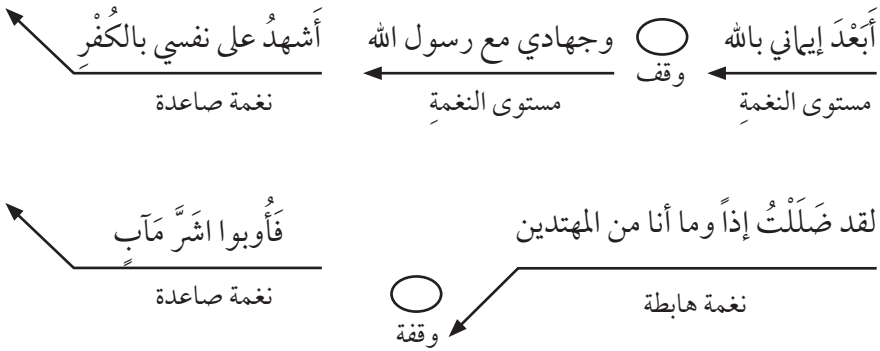 أَبَعْدَ إيماني بالله وجهادي مع رسول الله أَشهدُ على نفسي بالكُفْرِ
وقف
مستوى النغمةِ مستوى النغمةِ نغمة صاعدة
لقد ضَلَلْتُ إذاً وما أنا من المهتدين فَأُوبوا اشَرَّ مَآبٍ
نغمة هابطة نغمة صاعدة
وقفة